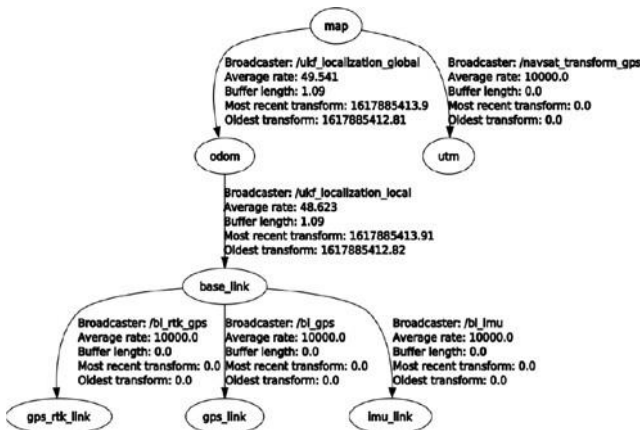 map
Broadcaster: /ukf_localization_global
Average rate: 49.541
Buffer length: 1.09
Most recent transform: 1617885413.9
Oldest transform: 1617885412.81
Broadcaster: /navsat_transform_gps
Average rate: 10000.0
Buffer length: 0.0
Most recent transform: 0.0
Oldest transform: 0.0
odom
utm
Broadcaster: /ukf_localization_local
Average rate: 48.623
Buffer length: 1.09
Most recent transform: 1617885413.91
Oldest transform: 1617885412.82
base_link
Broadcaster: /bl_rtk_gps
Average rate: 10000.0
Buffer length: 0.0
Most recent transform: 0.0
Oldest transform: 0.0
Broadcaster: /bl_gps
Average rate: 10000.0
Buffer length: 0.0
Most recent transform: 0.0
Oldest transform: 0.0
Broadcaster: /bl_imu
Average rate: 10000.0
Buffer length: 0.0
Most recent transform: 0.0
Oldest transform: 0.0
gps_rtk_link
gps_link
imu_link